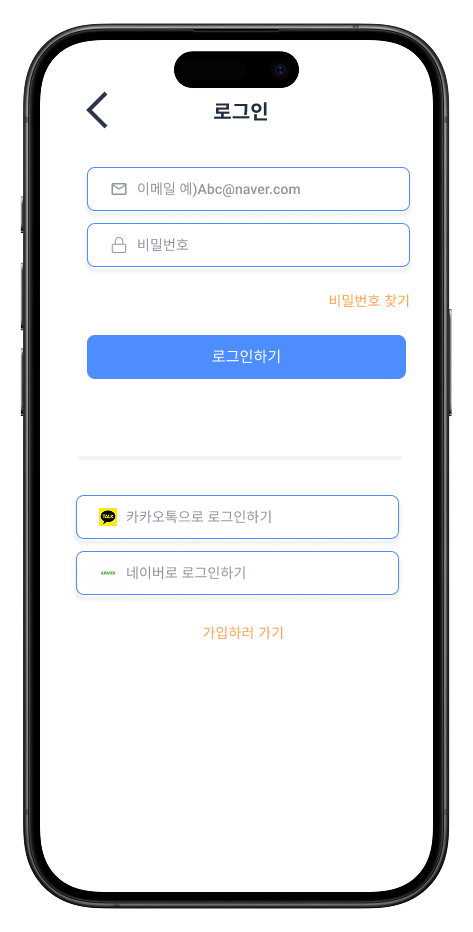 로그인
이메일 예)Abc@naver.com
비밀번호
비밀번호 찾기
로그인하기
TALK
카카오톡으로 로그인하기
NAVER
네이버로 로그인하기
가입하러 가기